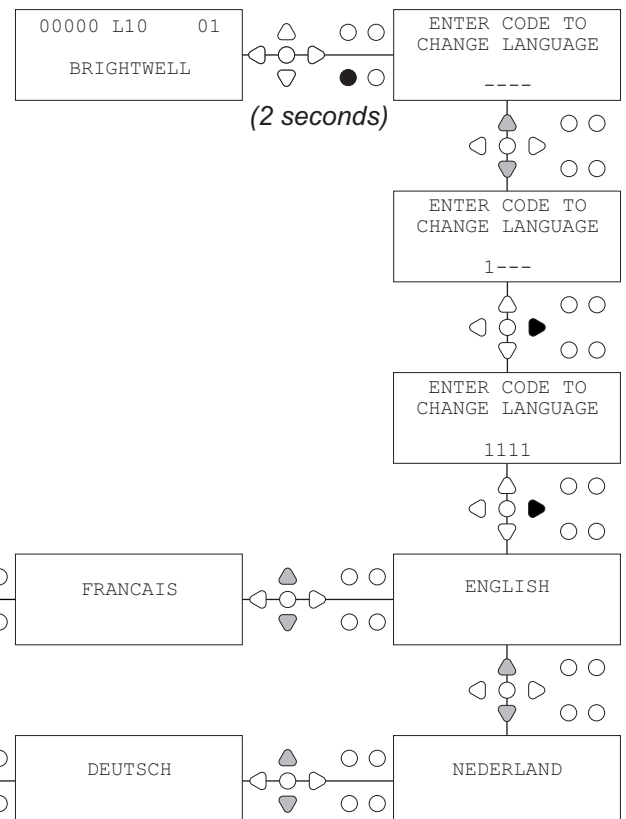 00000 L10 01
BRIGHTWELL
(2 seconds)
ENTER CODE TO
CHANGE LANGUAGE
----
ENTER CODE TO
CHANGE LANGUAGE
1---
ENTER CODE TO
CHANGE LANGUAGE
1111
FRANCAIS
ENGLISH
DEUTSCH
NEDERLAND